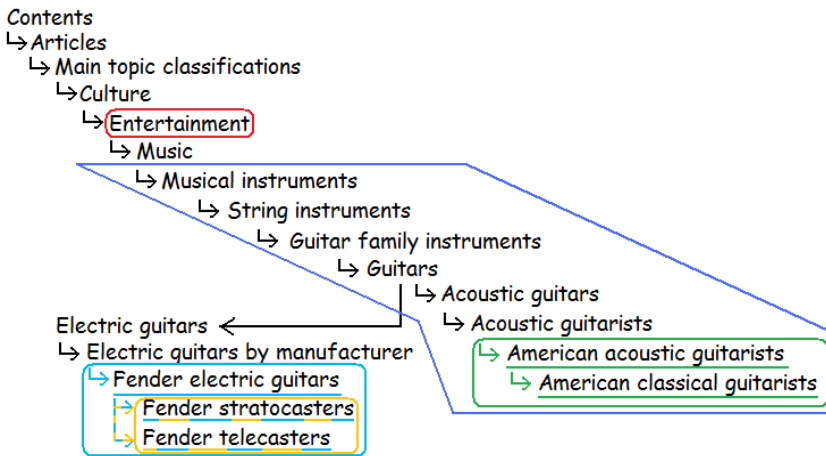 Contents
Articles
Main topic classifications
Culture
Entertainment
Music
Musical instruments
String instruments
Guitar family instruments
Guitars
Acoustic guitars
Electric guitars
Acoustic guitarists
Electric quitars by manufacturer
American acoustic guitarists
Fender electric guitars
American classical guitarists
Fender stratocasters
Fender telecasters